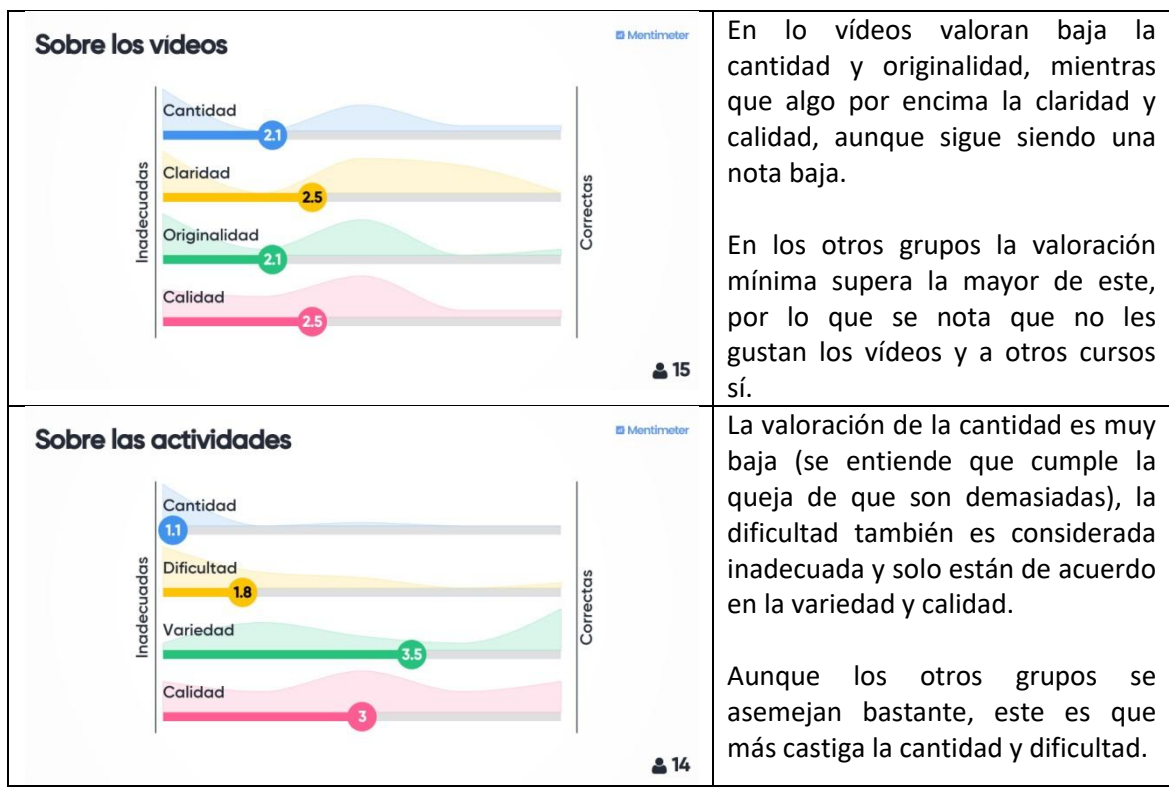 Sobre los vídeos
Mentimeter
Inadecuadas
Cantidad
2.1
Claridad
2.5
Originalidad
2.1
Calidad
2.5
Correctas
15
En lo vídeos valoran baja la
cantidad y originalidad, mientras
que algo por encima la claridad y
calidad, aunque sigue siendo una
nota baja.
En los otros grupos la valoración
mínima supera la mayor de este,
por lo que se nota que no les
gustan los vídeos y a otros cursos
sí.
Sobre las actividades
Mentimeter
Inadecuadas
Cantidad
1.1
Dificultad
1.8
Variedad
3.5
Calidad
3
Correctas
14
La valoración de la cantidad es muy
baja (se entiende que cumple la
queja de que son demasiadas), la
dificultad también es considerada
inadecuada y solo están de acuerdo
en la variedad y calidad.
Aunque los otros grupos se
asemejan bastante, este es que
más castiga la cantidad y dificultad.